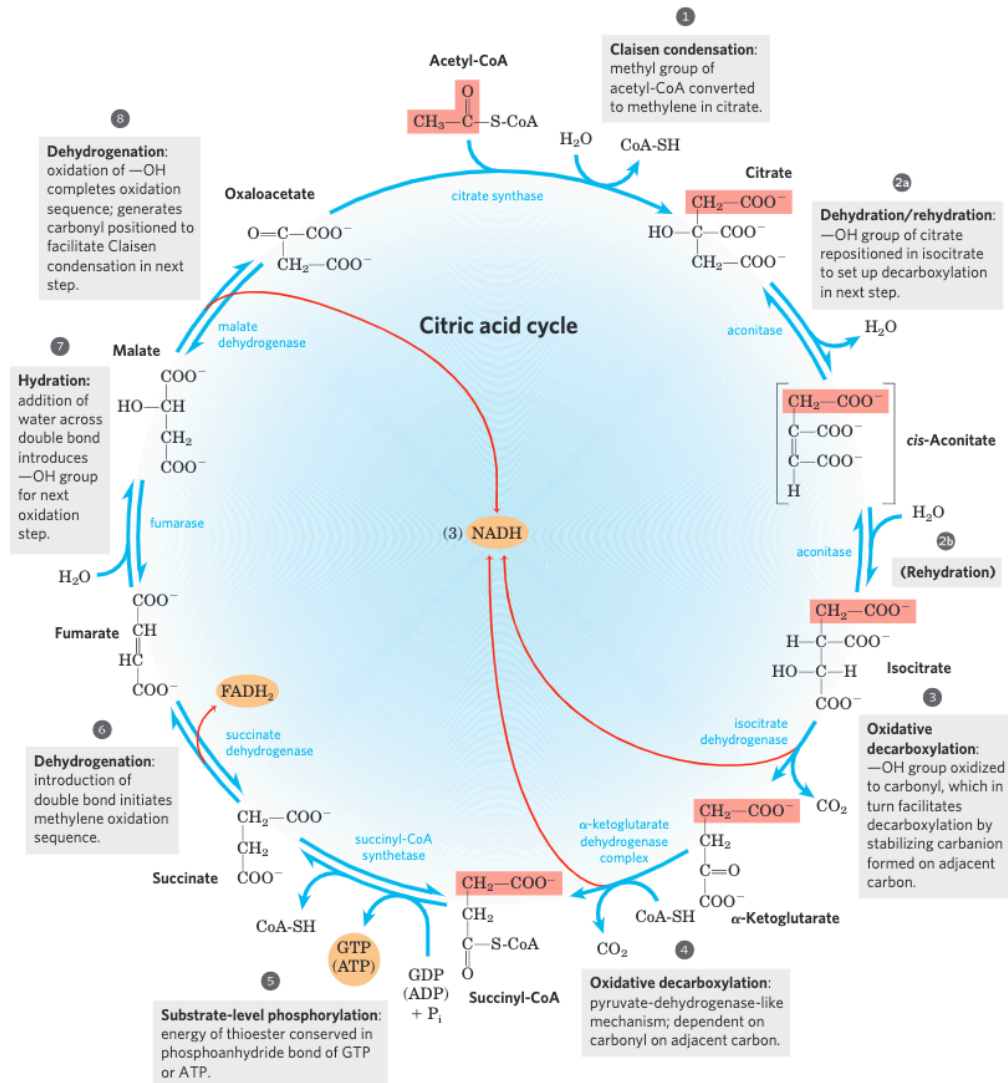 Citric acid cycle
1
Claisen condensation:
methyl group of
acetyl-CoA converted
to methylene in citrate.
Acetyl-CoA
O
CH₃—C—S-CoA
H₂O
CoA-SH
citrate synthase
Citrate
CH₂—COO⁻
HO—C—COO⁻
CH₂—COO⁻
2a
Dehydration/rehydration:
—OH group of citrate
repositioned in isocitrate
to set up decarboxylation
in next step.
aconitase
H₂O
CH₂—COO⁻
C—COO⁻
C—COO⁻
H
cis-Aconitate
H₂O
aconitase
2b
(Rehydration)
CH₂—COO⁻
H—C—COO⁻
HO—C—H
COO⁻
Isocitrate
3
Oxidative
decarboxylation:
—OH group oxidized
to carbonyl, which in
turn facilitates
decarboxylation by
stabilizing carbanion
formed on adjacent
carbon.
isocitrate
dehydrogenase
CO₂
CH₂—COO⁻
CH₂
C=O
COO⁻
α-Ketoglutarate
α-ketoglutarate
dehydrogenase
complex
CoA-SH
CO₂
4
Oxidative decarboxylation:
pyruvate-dehydrogenase-like
mechanism; dependent on
carbonyl on adjacent carbon.
CH₂—COO⁻
CH₂
C—S-CoA
O
Succinyl-CoA
succinyl-CoA
synthetase
GDP
(ADP)
+ Pᵢ
GTP
(ATP)
CoA-SH
5
Substrate-level phosphorylation:
energy of thioester conserved in
phosphoanhydride bond of GTP
or ATP.
CH₂—COO⁻
CH₂
COO⁻
Succinate
6
Dehydrogenation:
introduction of
double bond initiates
methylene oxidation
sequence.
succinate
dehydrogenase
FADH₂
COO⁻
CH
HC
COO⁻
Fumarate
H₂O
fumarase
7
Hydration:
addition of
water across
double bond
introduces
—OH group
for next
oxidation
step.
Malate
COO⁻
HO—CH
CH₂
COO⁻
malate
dehydrogenase
8
Dehydrogenation:
oxidation of —OH
completes oxidation
sequence; generates
carbonyl positioned to
facilitate Claisen
condensation in next
step.
Oxaloacetate
O=C—COO⁻
CH₂—COO⁻
(3) NADH